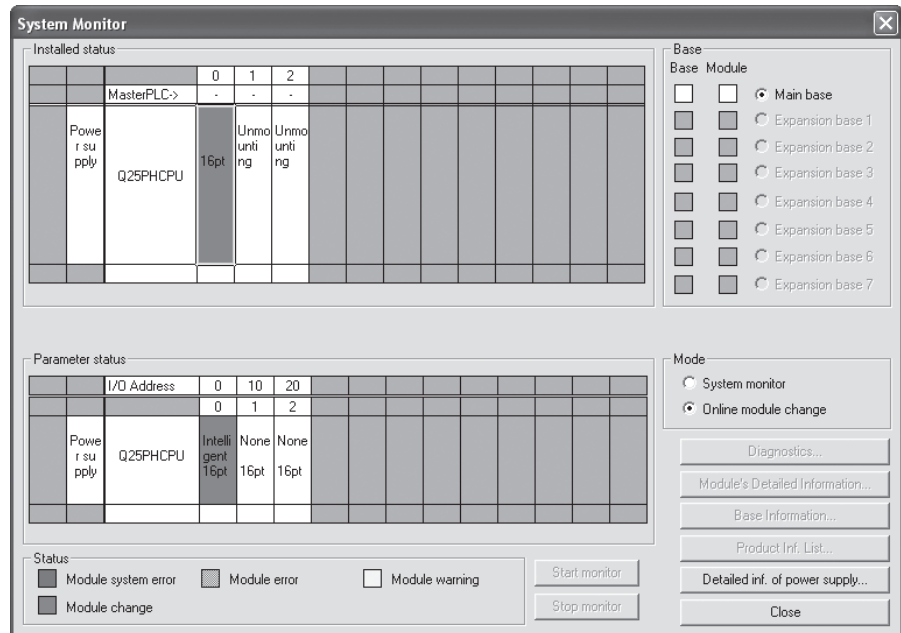 System Monitor
Installed status
0 1 2
MasterPLC-> - - -
Powe
r su
pply
Q25PHCPU
16pt
Unmo
unti
ng
Unmo
unti
ng
Base
Base Module
Main base
Expansion base 1
Expansion base 2
Expansion base 3
Expansion base 4
Expansion base 5
Expansion base 6
Expansion base 7
Parameter status
I/O Address 0 10 20
0 1 2
Powe
r su
pply
Q25PHCPU
Intelli
gent
16pt
None
16pt
None
16pt
Mode
System monitor
Online module change
Diagnostics...
Module's Detailed Information...
Base Information...
Product Inf. List...
Detailed inf. of power supply...
Close
Status
Module system error
Module error
Module warning
Module change
Start monitor
Stop monitor